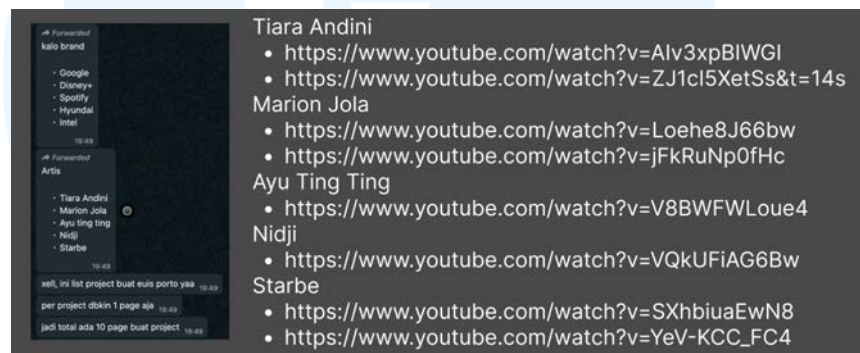 Forwarded
kalo brand
· Google
· Disney+
· Spotify
· Hyundai
· Intel
19:49
Forwarded
Artis
· Tiara Andini
· Marion Jola
· Ayu ting ting
· Nidji
· Starbe
19:49
xell, ini list project buat euis porto yaa 19:49
per project dbkin 1 page aja 19:49
jadi total ada 10 page buat project 19:49
Tiara Andini
• https://www.youtube.com/watch?v=AIv3xpBIWGI
• https://www.youtube.com/watch?v=ZJ1cI5XetSs&t=14s
Marion Jola
• https://www.youtube.com/watch?v=Loehe8J66bw
• https://www.youtube.com/watch?v=jFkRuNp0fHc
Ayu Ting Ting
• https://www.youtube.com/watch?v=V8BWFWLoue4
Nidji
• https://www.youtube.com/watch?v=VQkUFiAG6Bw
Starbe
• https://www.youtube.com/watch?v=SXhbiuaEwN8
• https://www.youtube.com/watch?v=YeV-KCC_FC4